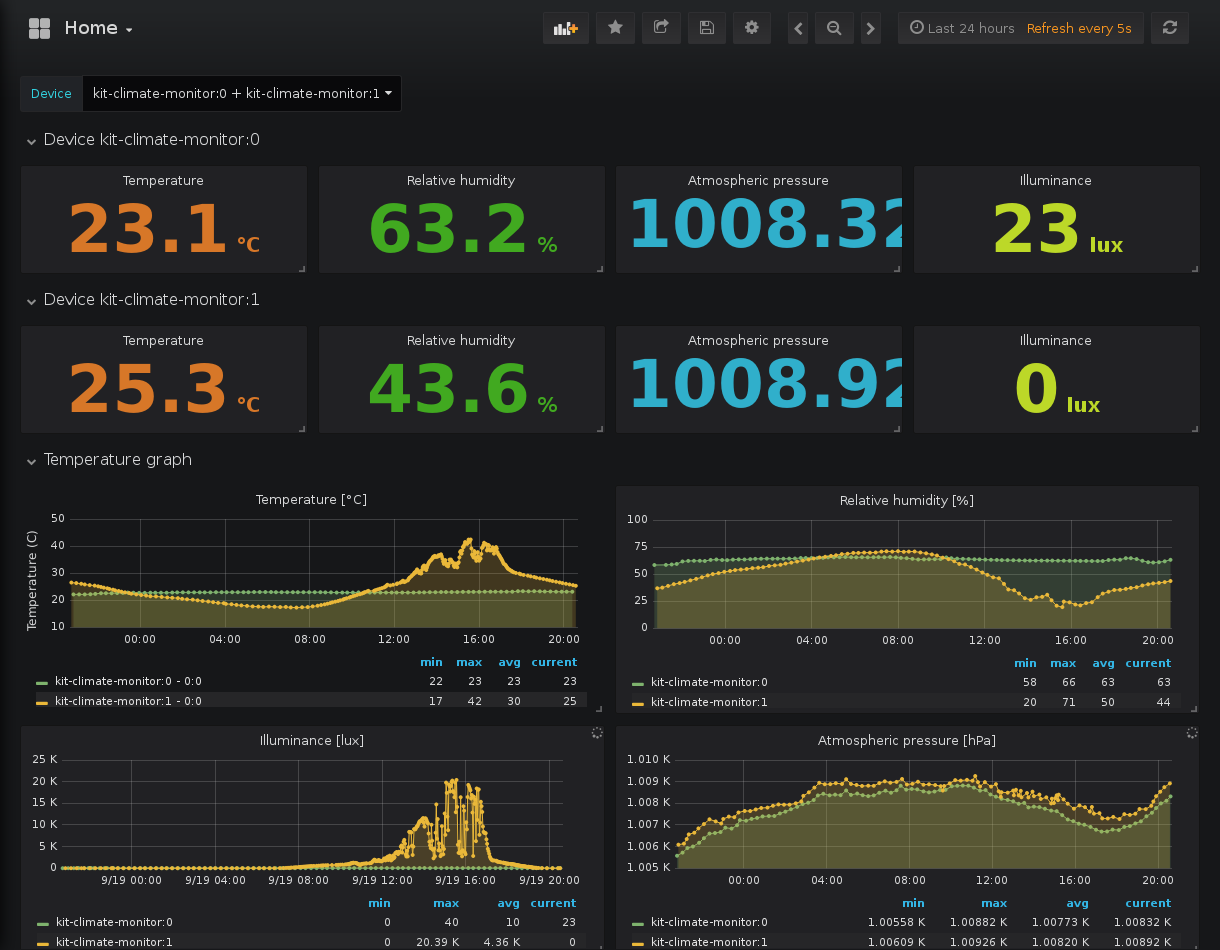 Home
Last 24 hours Refresh every 5s
Device kit-climate-monitor:0 + kit-climate-monitor:1
Device kit-climate-monitor:0
Temperature Relative humidity Atmospheric pressure Illuminance
23.1 °C 63.2 % 1008.32 23 lux
Device kit-climate-monitor:1
Temperature Relative humidity Atmospheric pressure Illuminance
25.3 °C 43.6 % 1008.92 0 lux
Temperature graph
Temperature [°C]
Temperature (C)
50
40
30
20
10
00:00 04:00 08:00 12:00 16:00 20:00
min max avg current
kit-climate-monitor:0 - 0:0 22 23 23 23
kit-climate-monitor:1 - 0:0 17 42 30 25
Relative humidity [%]
100
75
50
25
0
00:00 04:00 08:00 12:00 16:00 20:00
min max avg current
kit-climate-monitor:0 58 66 63 63
kit-climate-monitor:1 20 71 50 44
Illuminance [lux]
25 K
20 K
15 K
10 K
5 K
0
9/19 00:00 9/19 04:00 9/19 08:00 9/19 12:00 9/19 16:00 9/19 20:00
min max avg current
kit-climate-monitor:0 0 40 10 23
kit-climate-monitor:1 0 20.39 K 4.36 K 0
Atmospheric pressure [hPa]
1.010 K
1.009 K
1.008 K
1.007 K
1.006 K
1.005 K
00:00 04:00 08:00 12:00 16:00 20:00
min max avg current
kit-climate-monitor:0 1.00558 K 1.00882 K 1.00773 K 1.00832 K
kit-climate-monitor:1 1.00609 K 1.00926 K 1.00820 K 1.00892 K